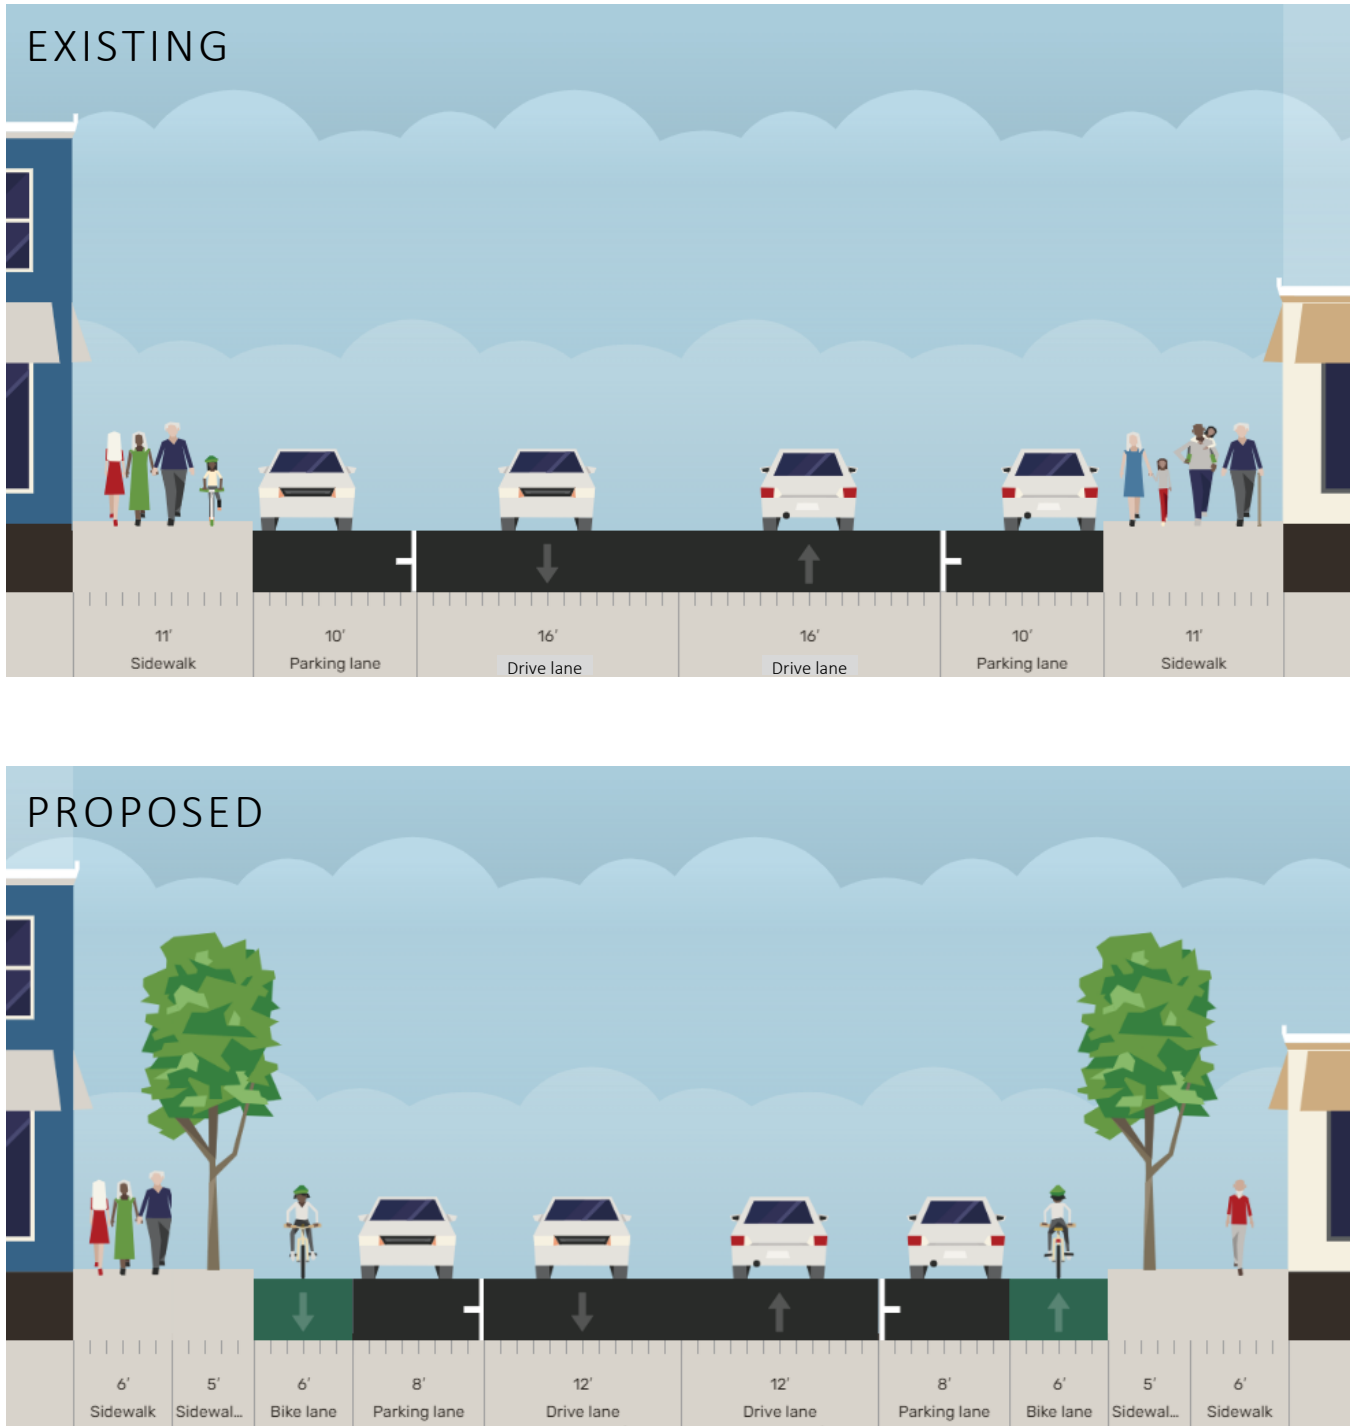 EXISTING
11' 10' 16' 16' 10' 11'
Sidewalk Parking lane Drive lane Drive lane Parking lane Sidewalk
PROPOSED
6' 5' 6' 8' 12' 12' 8' 6' 5' 6'
Sidewalk Sidewal... Bike lane Parking lane Drive lane Drive lane Parking lane Bike lane Sidewal... Sidewalk